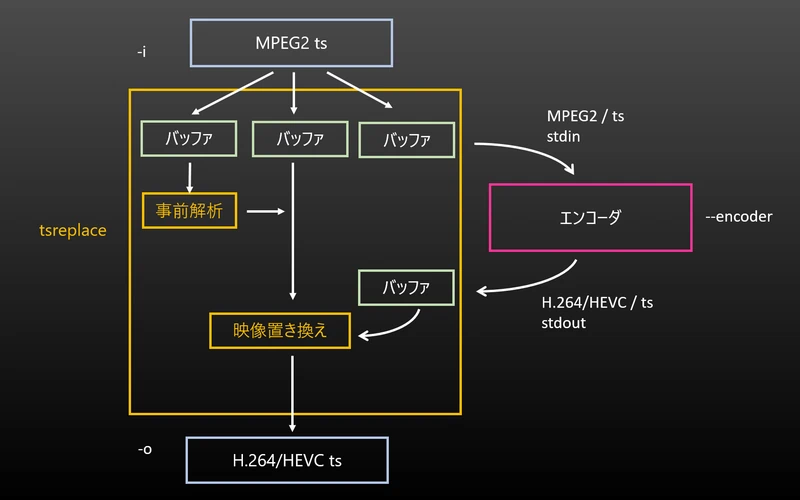 MPEG2 ts
-i
バッファ
バッファ
バッファ
MPEG2 / ts
stdin
事前解析
エンコーダ
--encoder
tsreplace
バッファ
H.264/HEVC / ts
stdout
映像置き換え
-o
H.264/HEVC ts